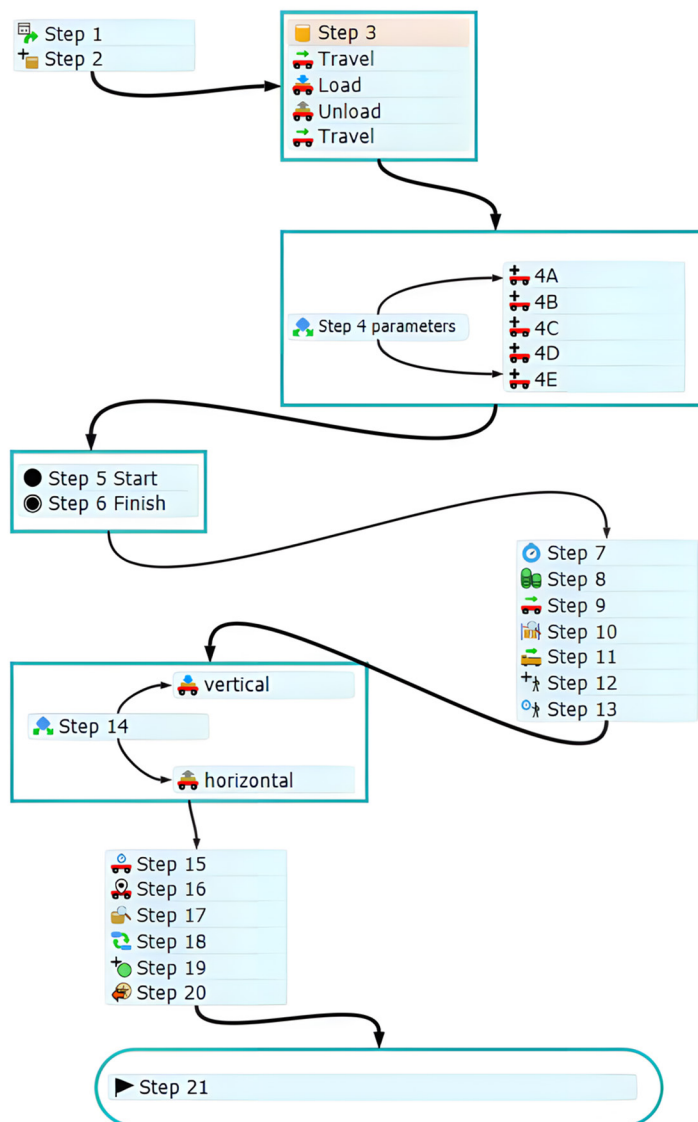 Step 1
Step 2
Step 3
Travel
Load
Unload
Travel
Step 4 parameters
4A
4B
4C
4D
4E
Step 5 Start
Step 6 Finish
Step 7
Step 8
Step 9
Step 10
Step 11
Step 12
Step 13
vertical
Step 14
horizontal
Step 15
Step 16
Step 17
Step 18
Step 19
Step 20
Step 21